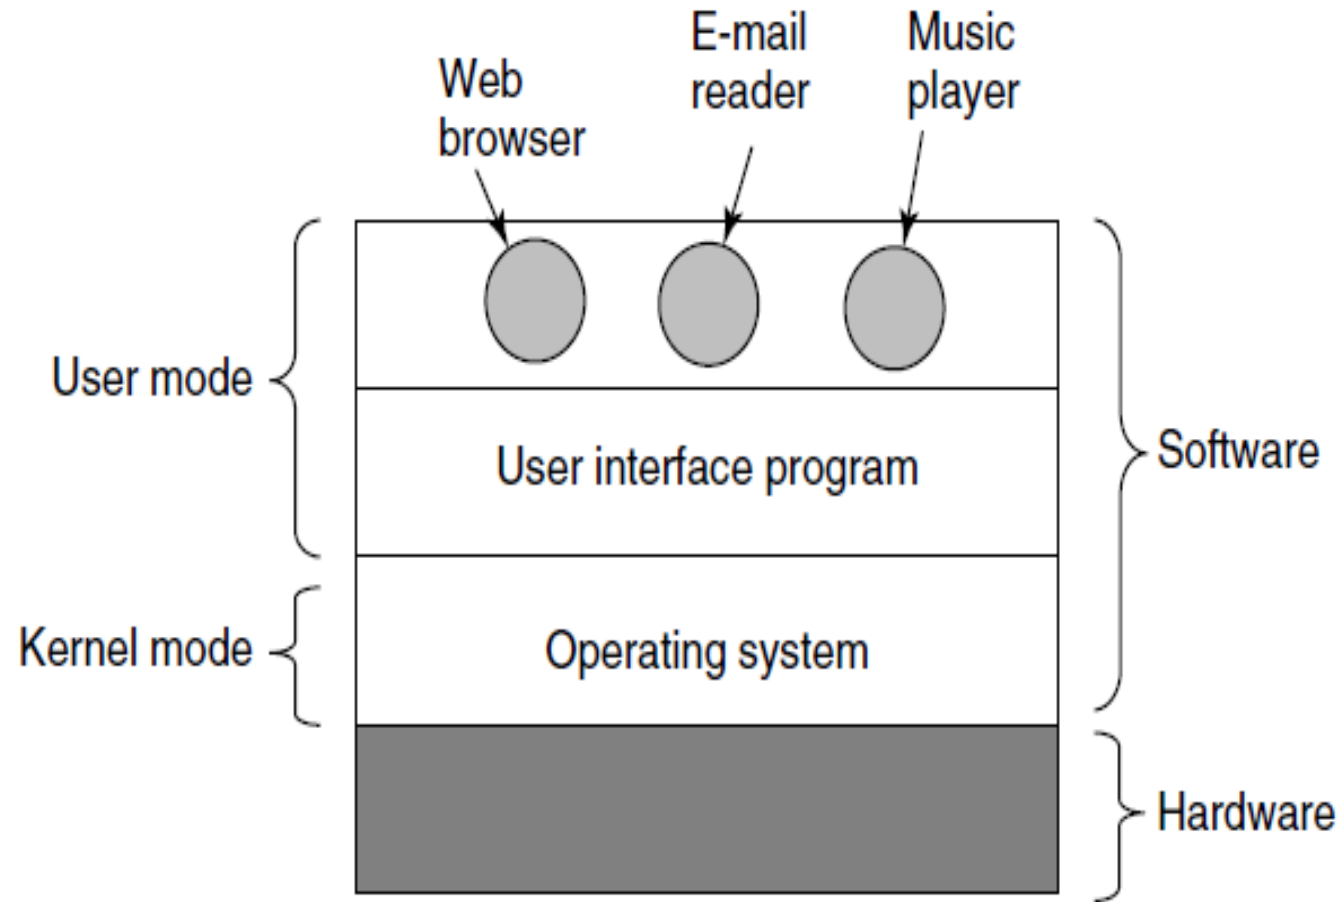 E-mail
reader
Music
player
Web
browser
User mode
User interface program
Software
Kernel mode
Operating system
Hardware